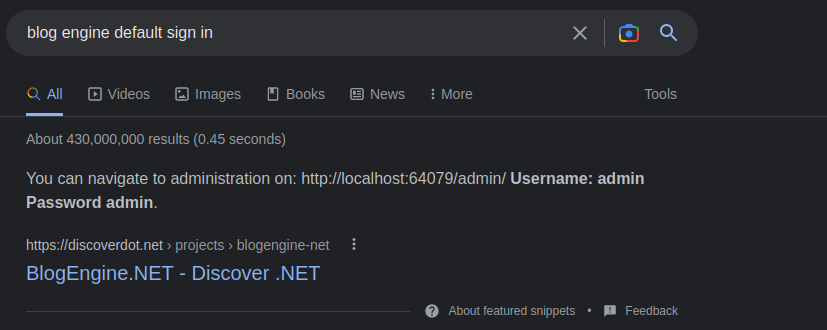 blog engine default sign in
All Videos Images Books News More Tools
About 430,000,000 results (0.45 seconds)
You can navigate to administration on: http://localhost:64079/admin/ Username: admin
Password admin.
https://discoverdot.net › projects › blogengine-net
BlogEngine.NET - Discover .NET
About featured snippets • Feedback